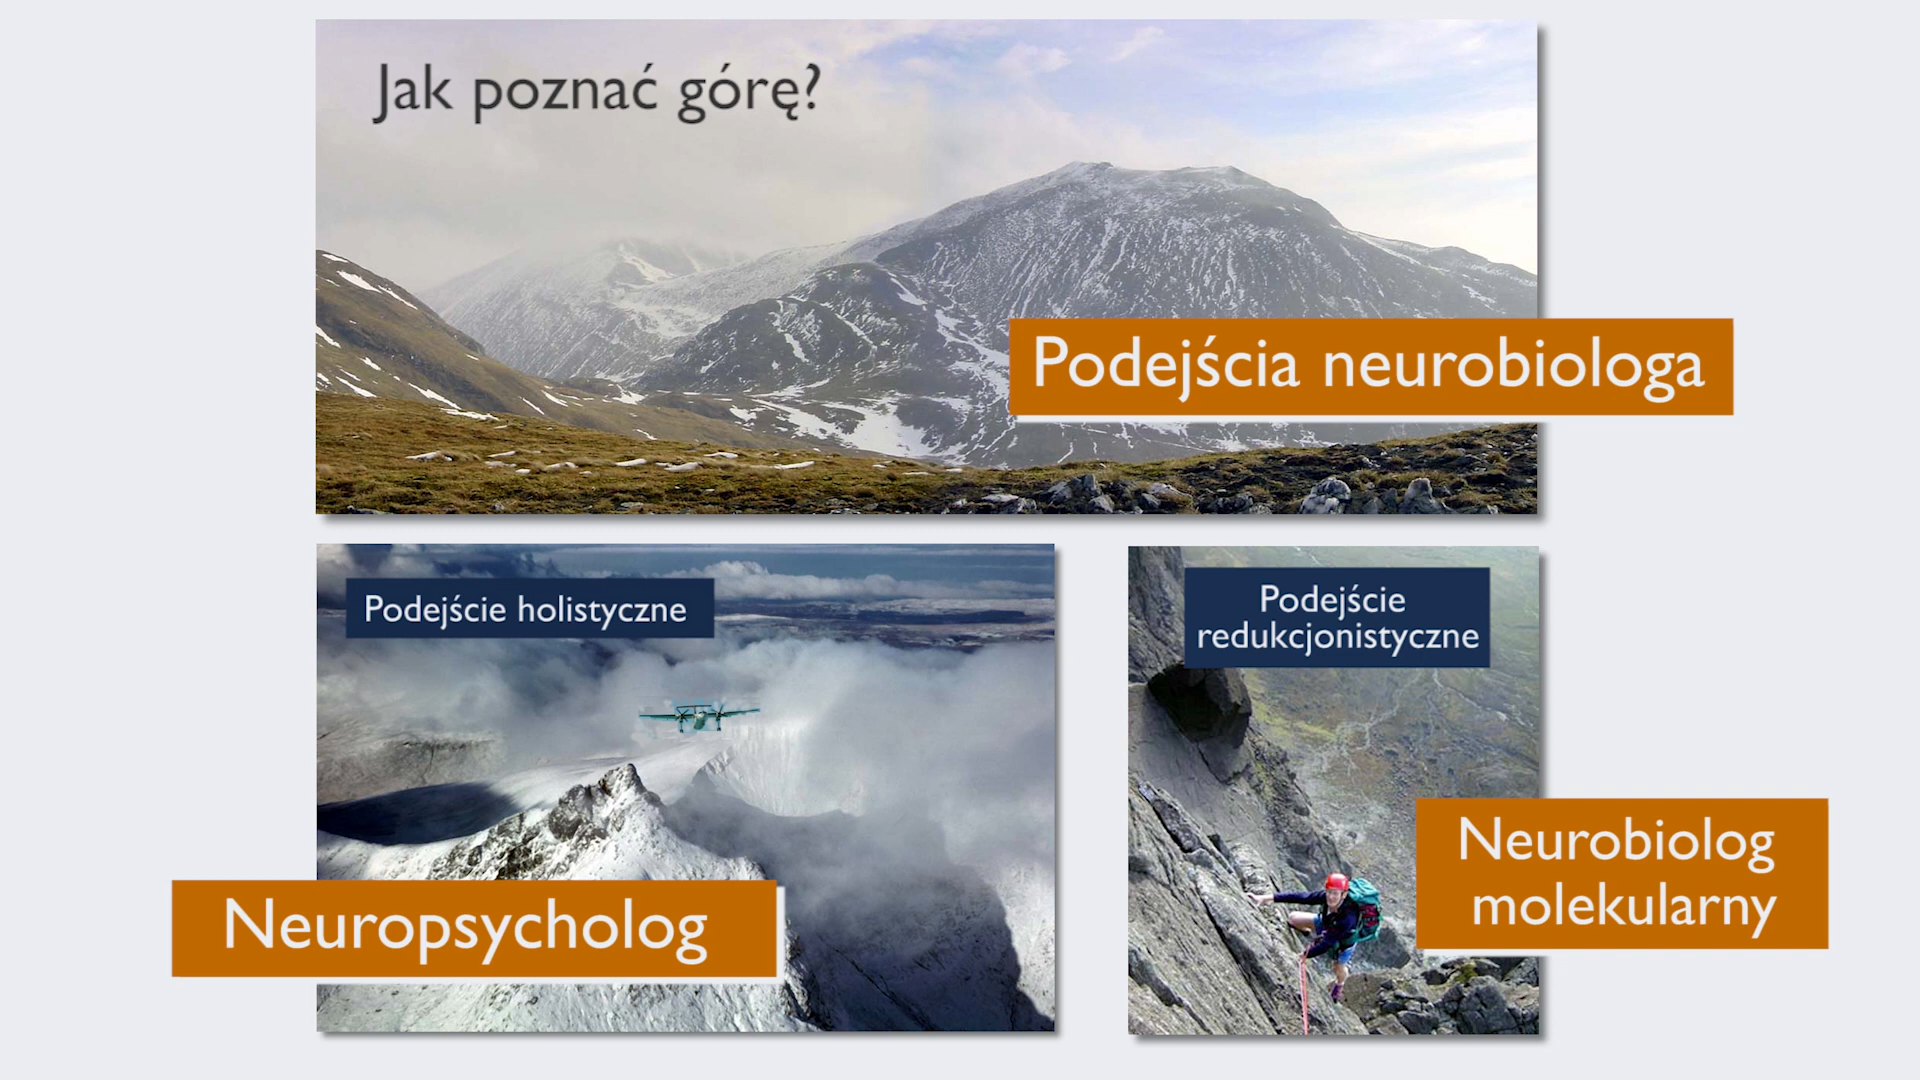 Jak poznać górę?
Podejścia neurobiologa
Podejście holistyczne
Neuropsycholog
Podejście
redukcjonistyczne
Neurobiolog
molekularny